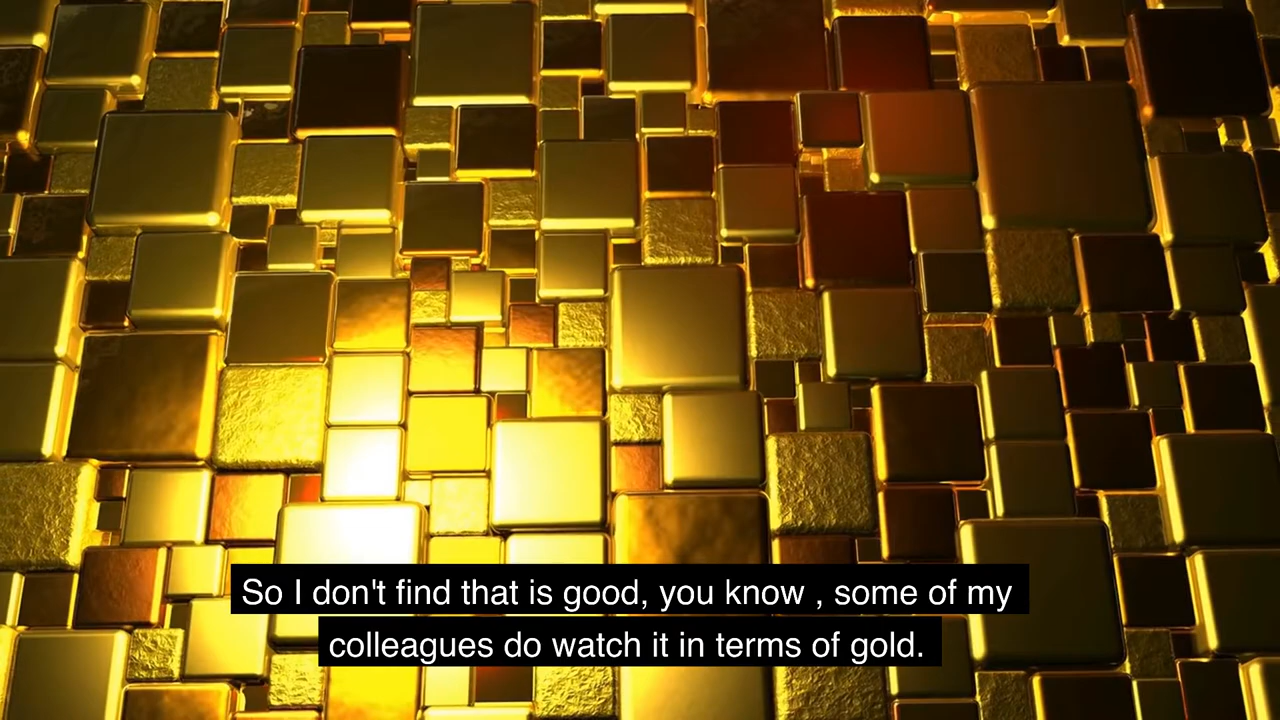 So I don't find that is good, you know , some of my
colleagues do watch it in terms of gold.